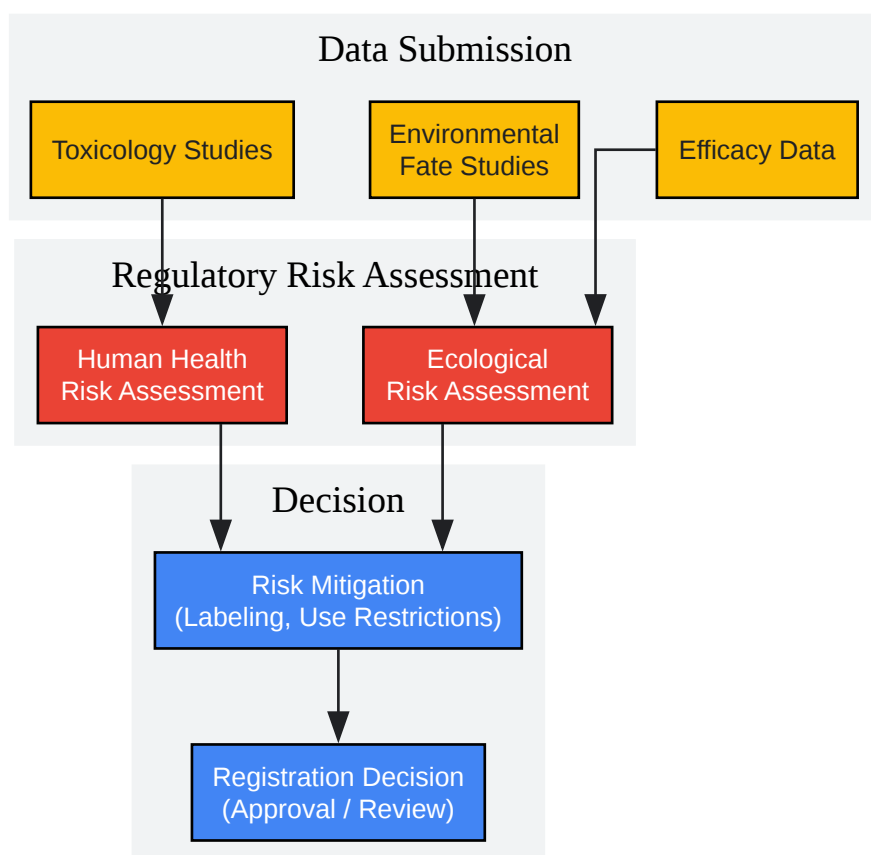 Data Submission
Toxicology Studies
Environmental
Fate Studies
Efficacy Data
Regulatory Risk Assessment
Human Health
Risk Assessment
Ecological
Risk Assessment
Decision
Risk Mitigation
(Labeling, Use Restrictions)
Registration Decision
(Approval / Review)